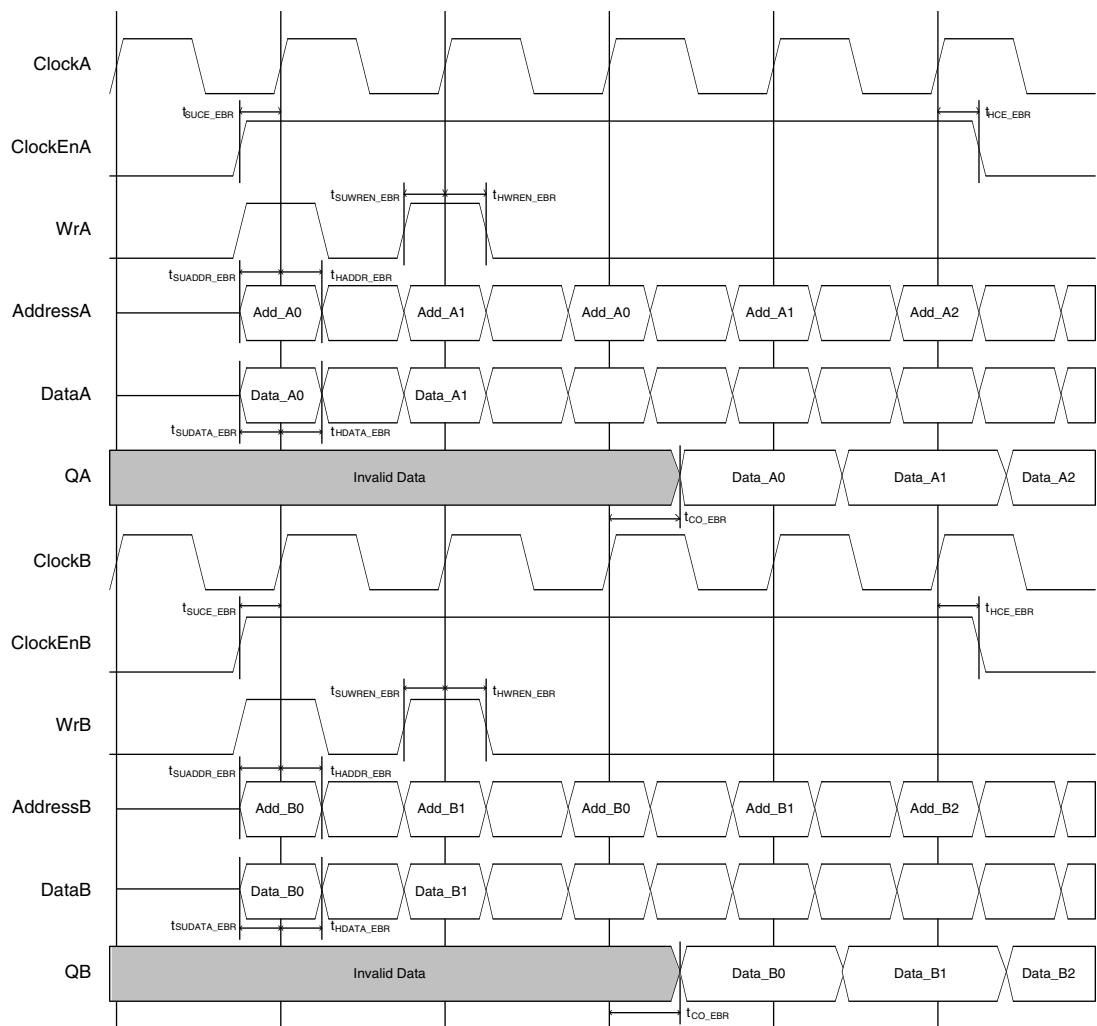 ClockA
tSUCE_EBR tHCE_EBR
ClockEnA
tSUWREN_EBR tHWREN_EBR
WrA
tSUADDR_EBR tHADDR_EBR
AddressA Add_A0 Add_A1 Add_A0 Add_A1 Add_A2
DataA Data_A0 Data_A1
tSUDATA_EBR tHDATA_EBR
QA Invalid Data Data_A0 Data_A1 Data_A2
tCO_EBR
ClockB
tSUCE_EBR tHCE_EBR
ClockEnB
tSUWREN_EBR tHWREN_EBR
WrB
tSUADDR_EBR tHADDR_EBR
AddressB Add_B0 Add_B1 Add_B0 Add_B1 Add_B2
DataB Data_B0 Data_B1
tSUDATA_EBR tHDATA_EBR
QB Invalid Data Data_B0 Data_B1 Data_B2
tCO_EBR